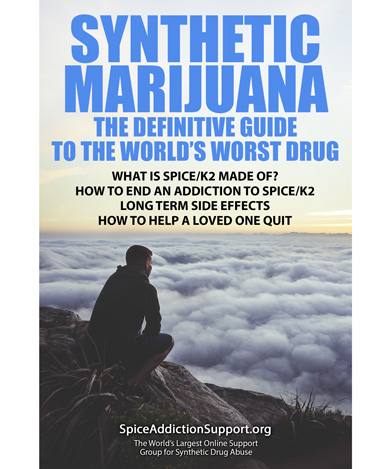 SYNTHETIC
MARIJUANA
THE DEFINITIVE GUIDE
TO THE WORLD'S WORST DRUG
WHAT IS SPICE/K2 MADE OF?
HOW TO END AN ADDICTION TO SPICE/K2
LONG TERM SIDE EFFECTS
HOW TO HELP A LOVED ONE QUIT
SpiceAddictionSupport.org
The World's Largest Online Support
Group for Synthetic Drug Abuse